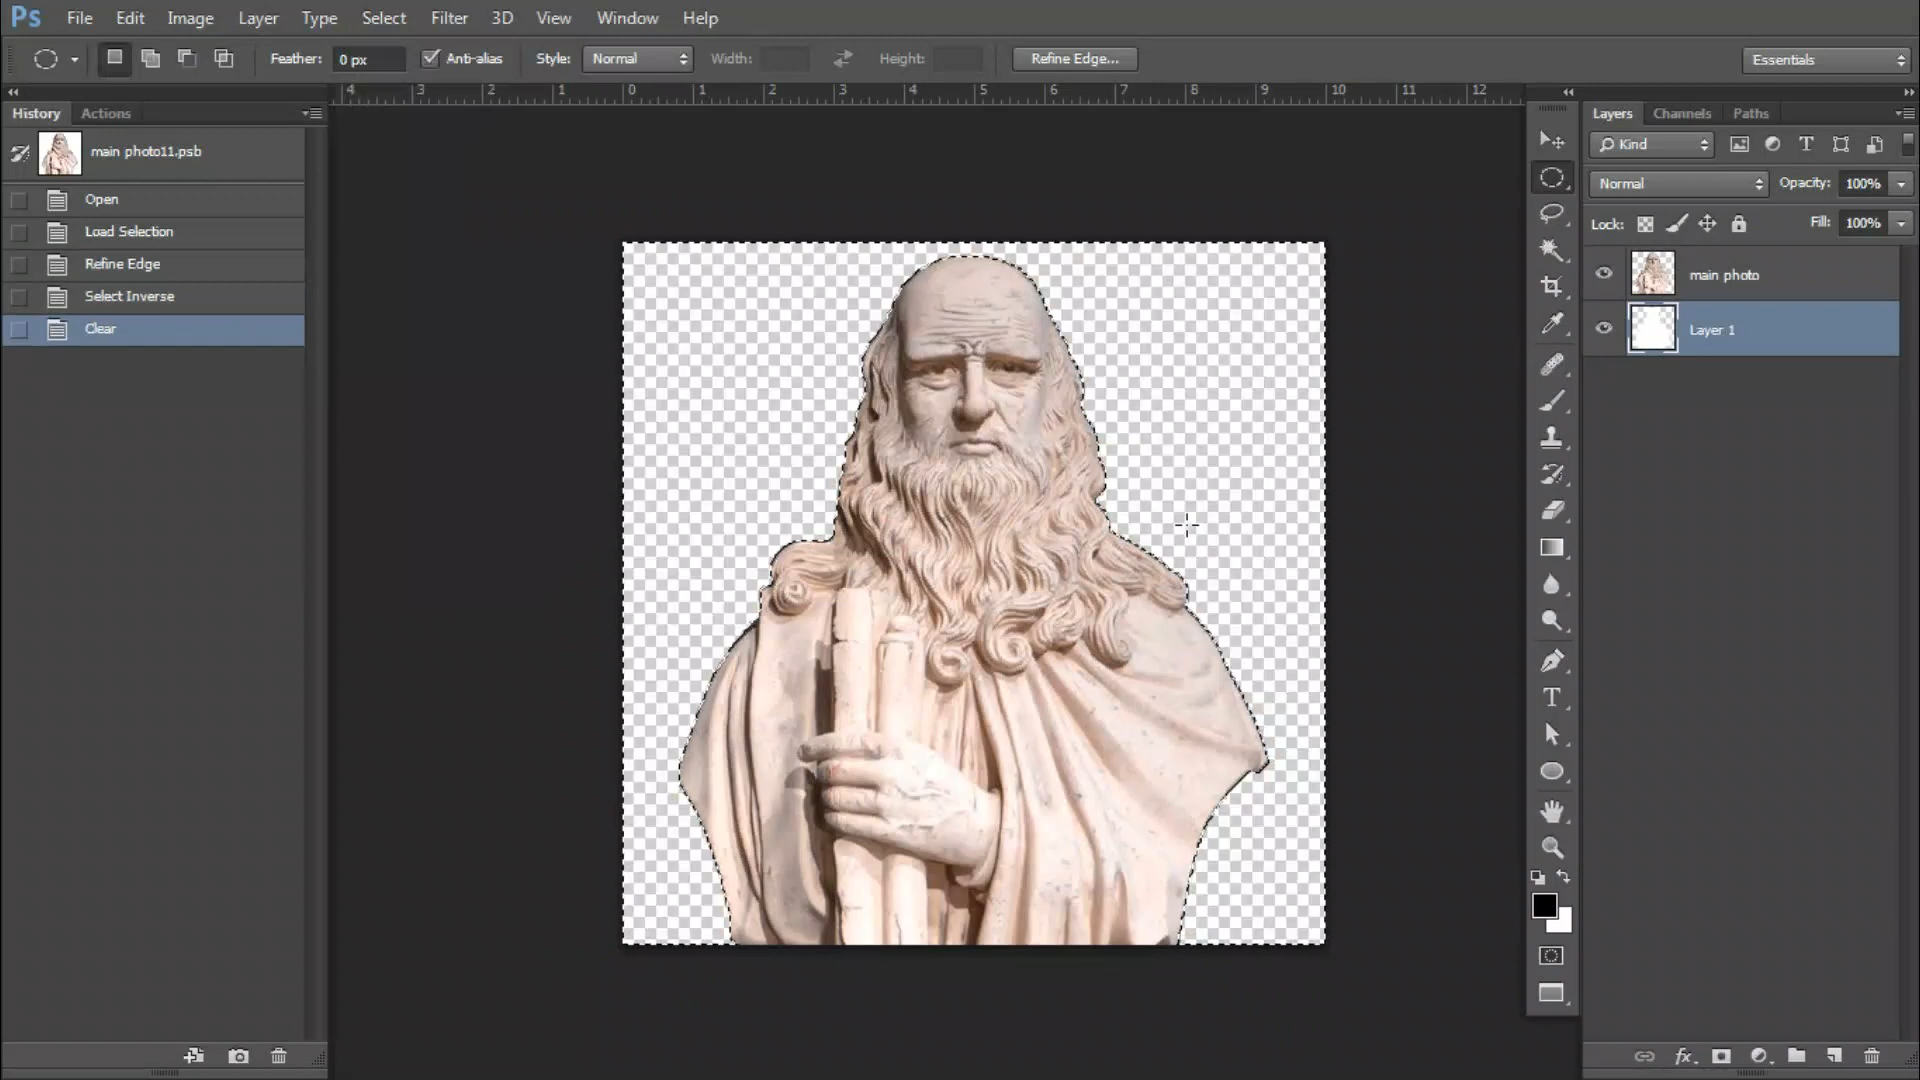 Ps File Edit Image Layer Type Select Filter 3D View Window Help
Feather: 0 px Anti-alias Style: Normal Width: Height: Refine Edge... Essentials
4 3 2 1 0 1 2 3 4 5 6 7 8 9 10 11 12
History Actions
main photo11.psb
Open
Load Selection
Refine Edge
Select Inverse
Clear
Layers Channels Paths
Kind
Normal Opacity: 100%
Lock: Fill: 100%
main photo
Layer 1